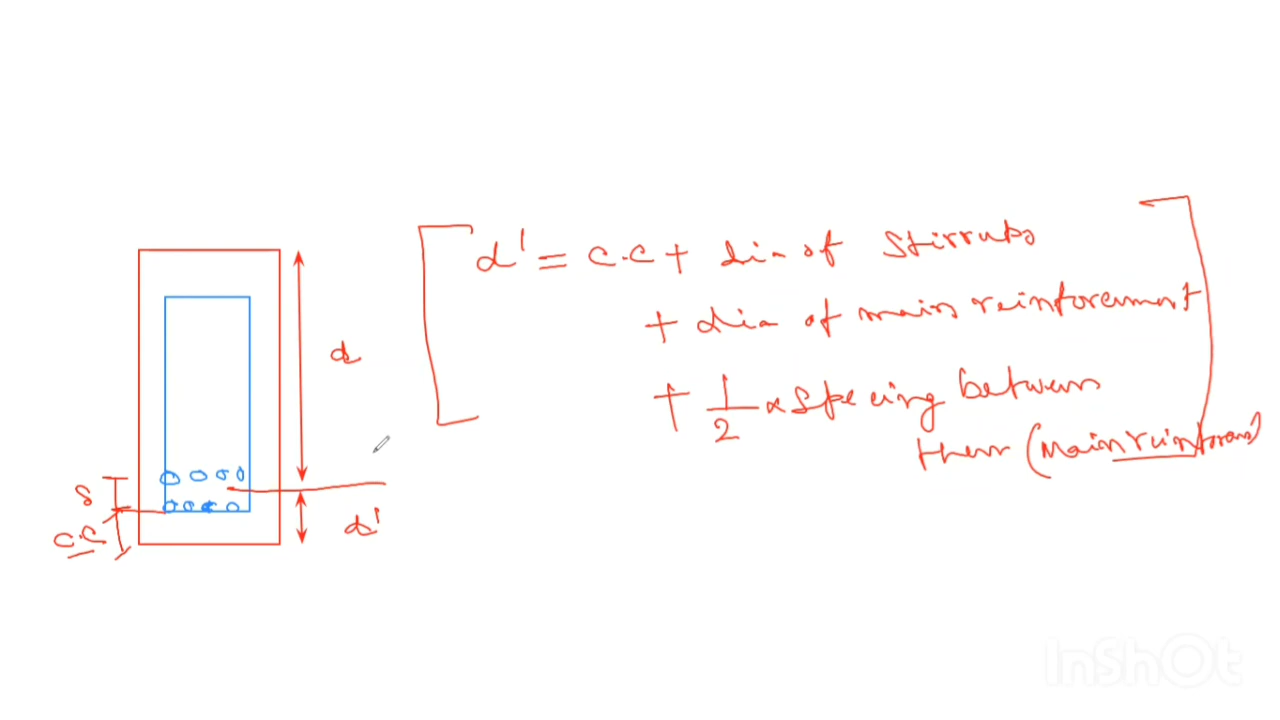 d' = c.c + dia of stirrups
+ dia of main reinforcement
+ 1/2 × spacing between
them (main reinforcement)
d
s
c.c
d'
InShOt